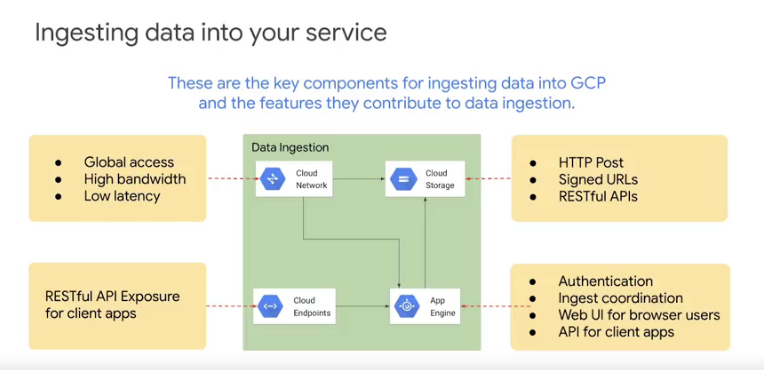 Ingesting data into your service
These are the key components for ingesting data into GCP
and the features they contribute to data ingestion.
● Global access
● High bandwidth
● Low latency
Data Ingestion
Cloud
Network
Cloud
Storage
● HTTP Post
● Signed URLs
● RESTful APIs
RESTful API Exposure
for client apps
Cloud
Endpoints
App
Engine
● Authentication
● Ingest coordination
● Web UI for browser users
● API for client apps